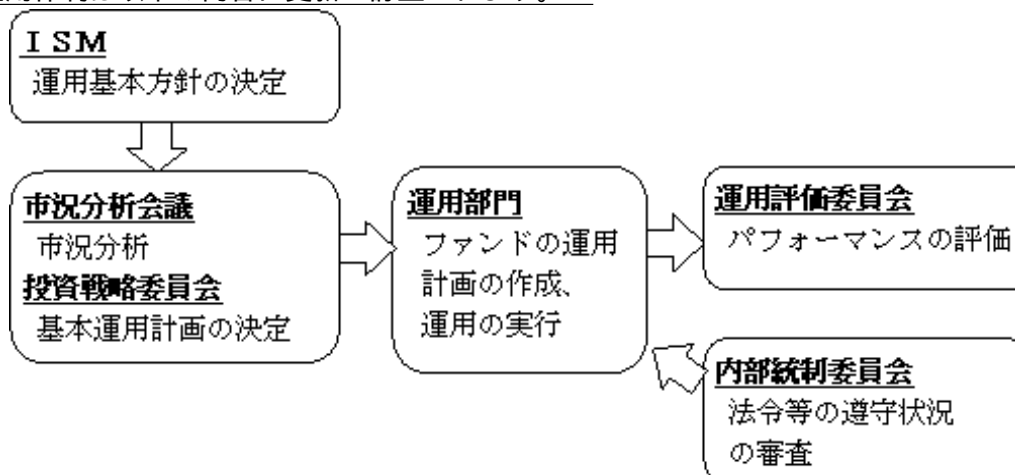 ＩＳＭ
運用基本方針の決定
市況分析会議
市況分析
投資戦略委員会
基本運用計画の決定
運用部門
ファンドの運用
計画の作成、
運用の実行
運用評価委員会
パフォーマンスの評価
内部統制委員会
法令等の遵守状況
の審査